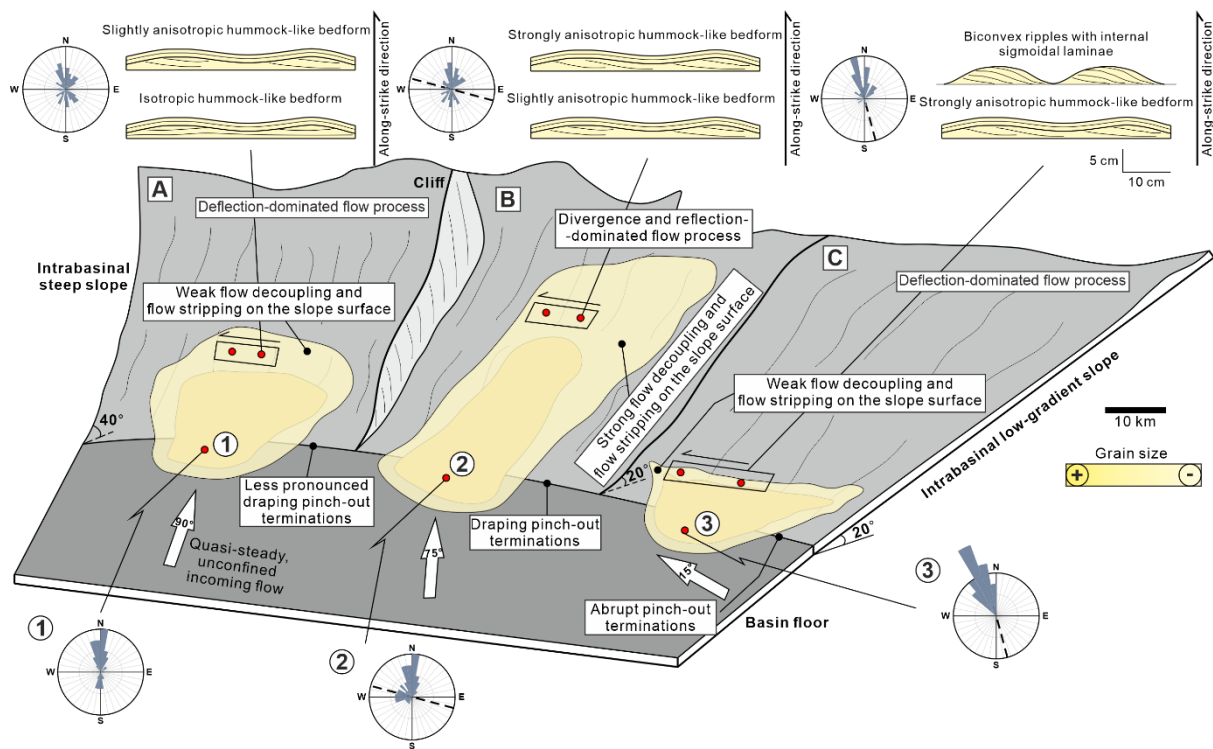 Slightly anisotropic hummock-like bedform
Isotropic hummock-like bedform
N
W
E
S
Along-strike direction
Strongly anisotropic hummock-like bedform
Slightly anisotropic hummock-like bedform
N
W
E
S
Along-strike direction
Biconvex ripples with internal
sigmoidal laminae
Strongly anisotropic hummock-like bedform
N
W
E
S
Along-strike direction
5 cm
10 cm
A
Cliff
B
C
Deflection-dominated flow process
Divergence and reflection-
-dominated flow process
Deflection-dominated flow process
Intrabasinal
steep slope
Weak flow decoupling and
flow stripping on the slope surface
Strong flow decoupling and
flow stripping on the slope surface
Weak flow decoupling and
flow stripping on the slope surface
Intrabasinal low-gradient slope
10 km
Grain size
+
-
40°
20°
20°
1
2
3
Less pronounced
draping pinch-out
terminations
Draping pinch-out
terminations
Abrupt pinch-out
terminations
90°
75°
15°
Quasi-steady,
unconfined
incoming flow
Basin floor
1
N
W
E
S
2
N
W
E
S
3
N
W
E
S